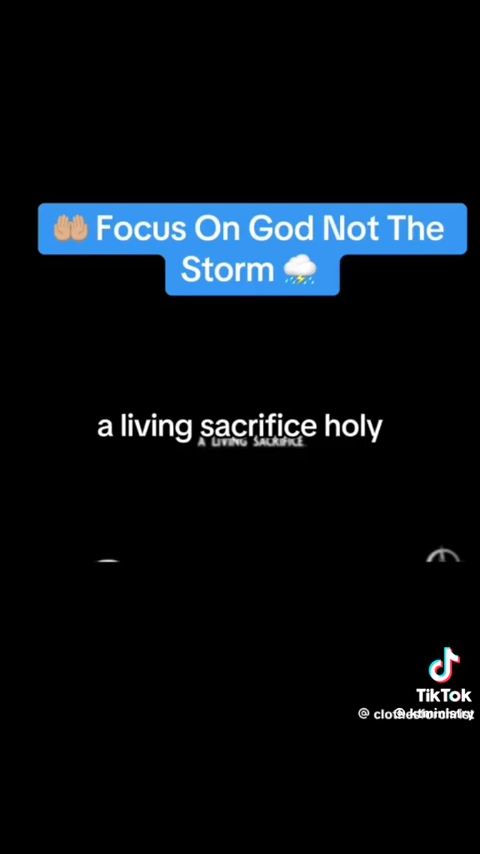 🤲🏼 Focus On God Not The
Storm ⛈️
a living sacrifice holy
A LIVING SACRIFICE
TikTok